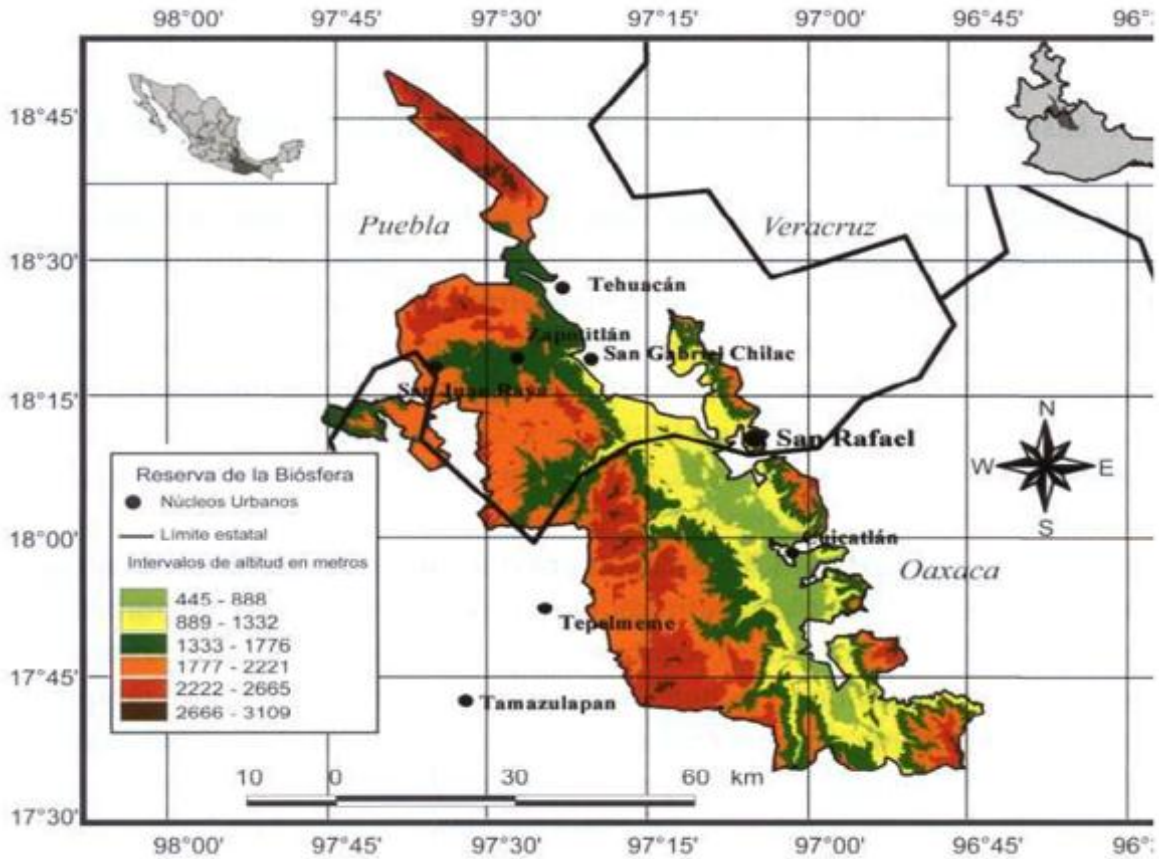 98°00' 97°45' 97°30' 97°15' 97°00' 96°45' 96°
18°45'
Puebla Veracruz
18°30'
Tehuacán
Zapotitlán
San Gabriel Chilac
San Juan Raya
18°15'
San Rafael
N
W E
S
Reserva de la Biósfera
Núcleos Urbanos
Límite estatal
Intervalos de altitud en metros
445 - 888
889 - 1332
1333 - 1776
1777 - 2221
2222 - 2665
2666 - 3109
18°00'
Cuicatlán
Oaxaca
Tepelmeme
17°45'
Tamazulapan
10 0 30 60 km
17°30'
98°00' 97°45' 97°30' 97°15' 97°00' 96°45' 96°